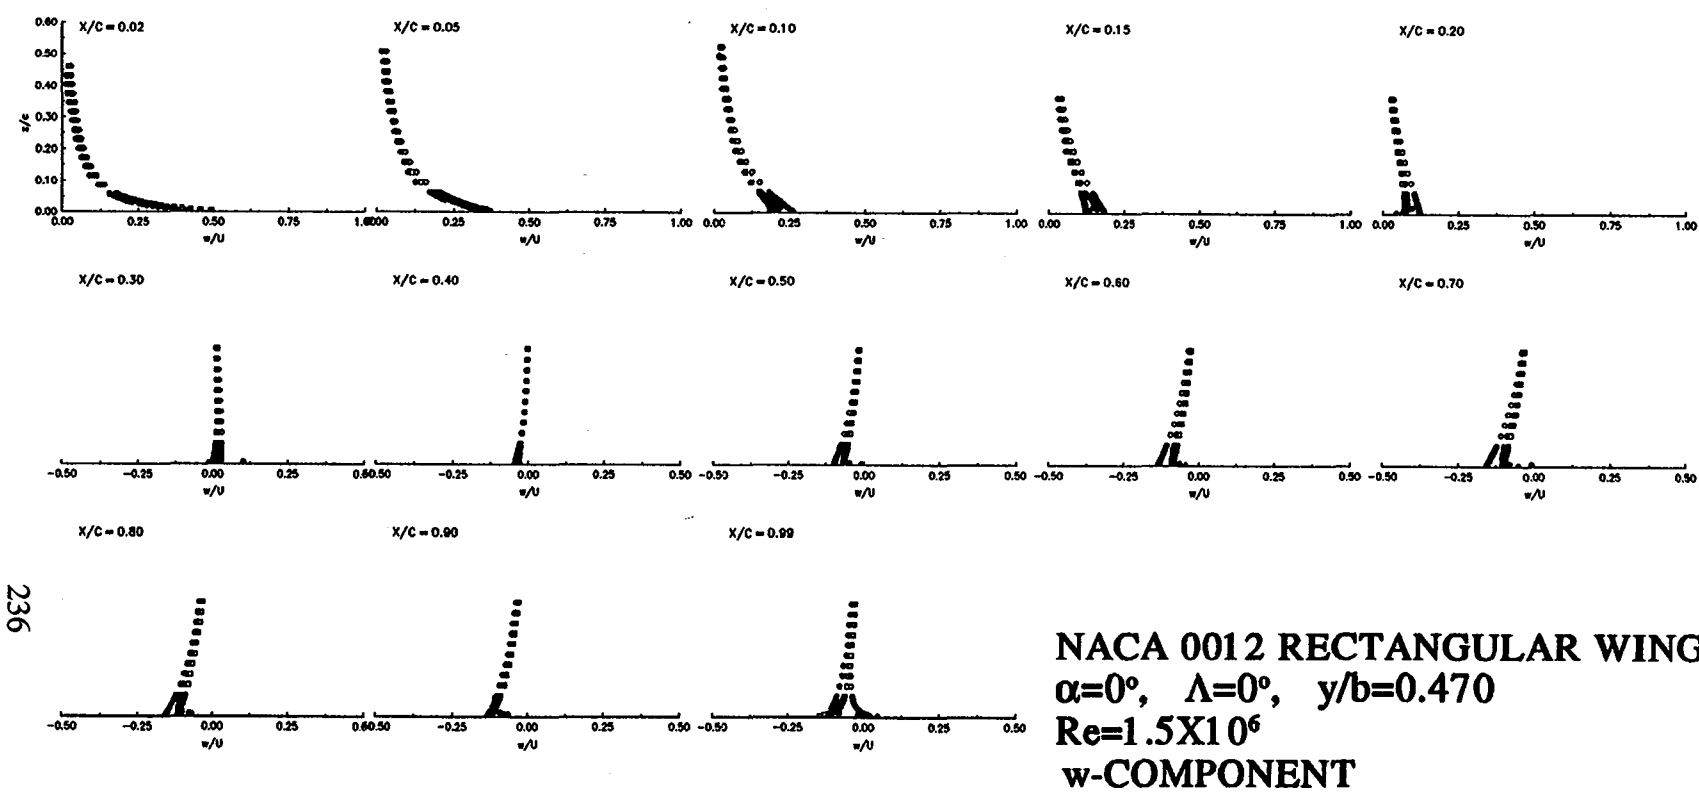 0.60 X/C = 0.02 X/C = 0.05 X/C = 0.10 X/C = 0.15 X/C = 0.20
0.50
0.40
0.30
z/c
0.20
0.10
0.00
0.00 0.25 0.50 0.75 0.25 0.50 0.75 1.00 0.00 0.25 0.50 0.75 1.00 0.00 0.25 0.50 0.75 1.00 0.00 0.25 0.50 0.75 1.00
w/U w/U w/U w/U w/U
X/C = 0.30 X/C = 0.40 X/C = 0.50 X/C = 0.60 X/C = 0.70
-0.50 -0.25 0.00 0.25 -0.25 0.00 0.25 0.50 -0.50 -0.25 0.00 0.25 0.50 -0.50 -0.25 0.00 0.25 0.50 -0.50 -0.25 0.00 0.25 0.50
w/U w/U w/U w/U w/U
X/C = 0.80 X/C = 0.90 X/C = 0.99
-0.50 -0.25 0.00 0.25 -0.25 0.00 0.25 0.50 -0.50 -0.25 0.00 0.25 0.50
w/U w/U w/U
NACA 0012 RECTANGULAR WING
α=0°, Λ=0°, y/b=0.470
Re=1.5X10⁶
w-COMPONENT
236